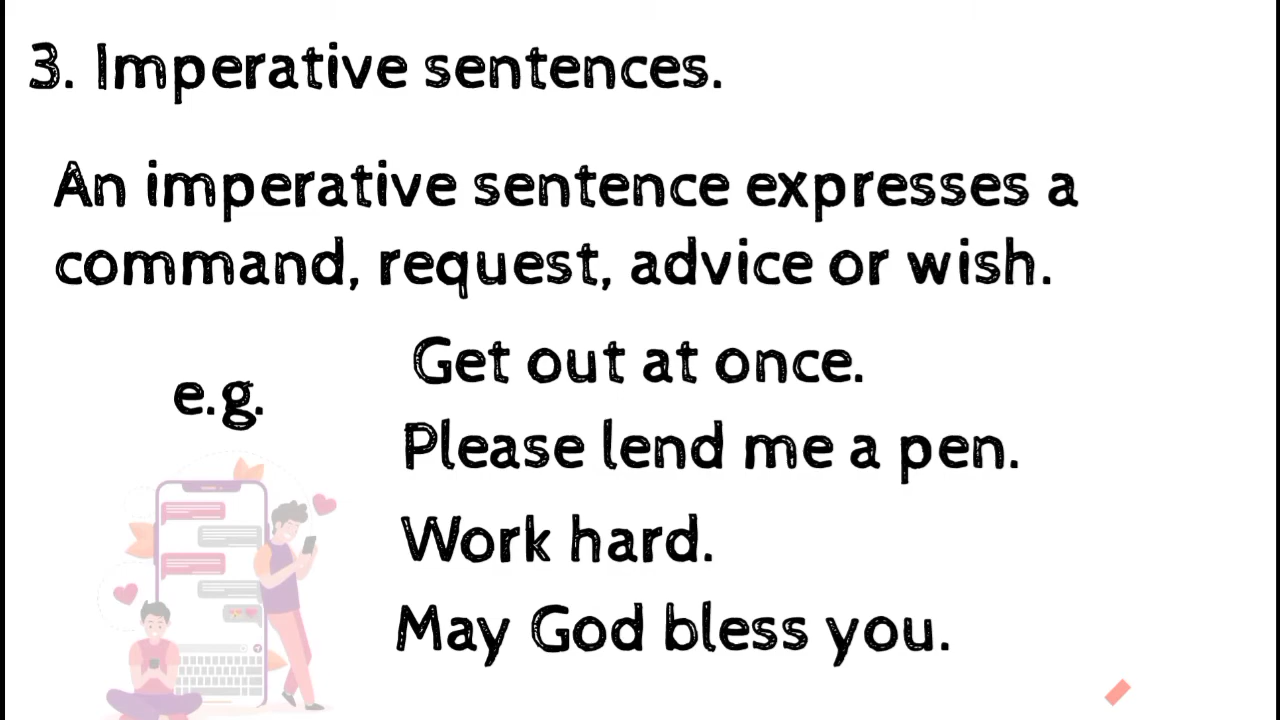 3. Imperative sentences.
An imperative sentence expresses a
command, request, advice or wish.
e.g.
Get out at once.
Please lend me a pen.
Work hard.
May God bless you.